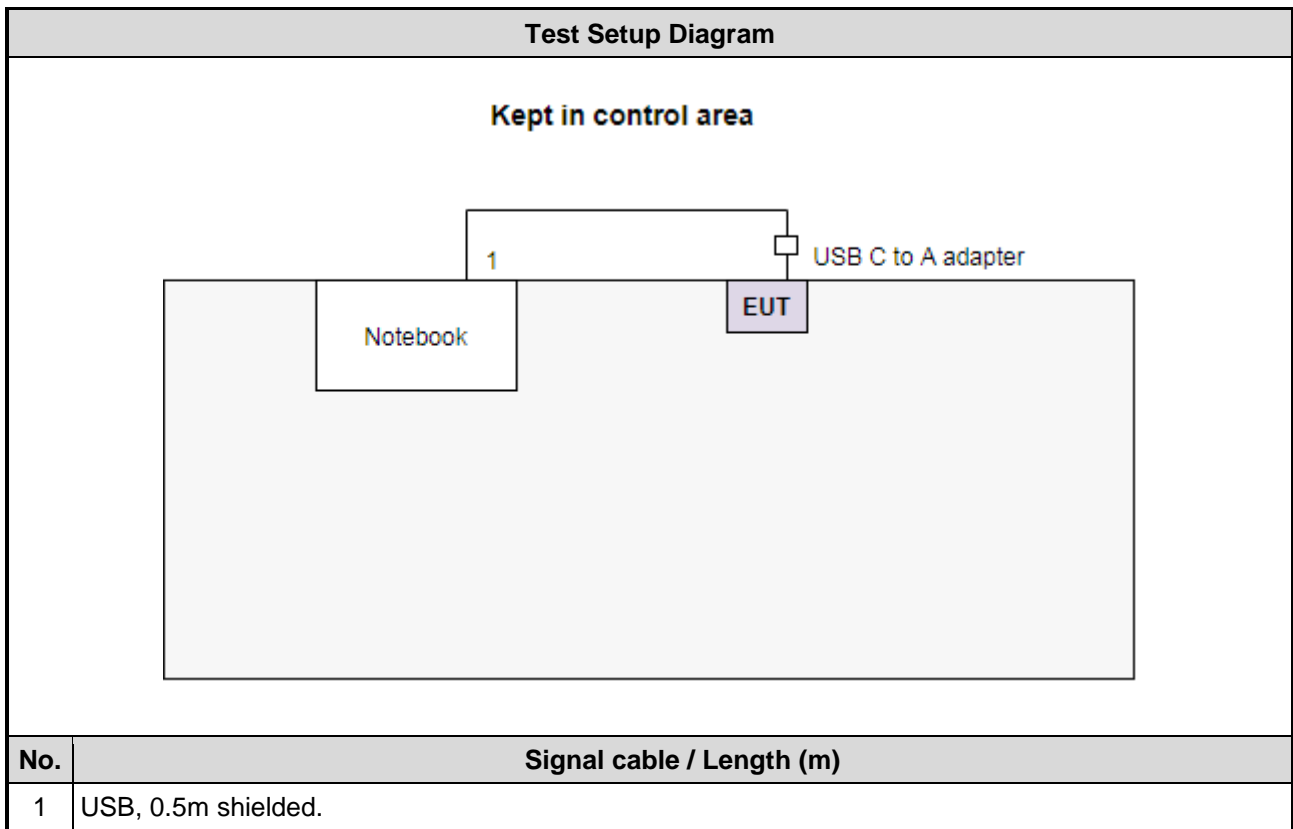 Test Setup Diagram
Kept in control area
1
USB C to A adapter
EUT
Notebook
No. Signal cable / Length (m)
1 USB, 0.5m shielded.